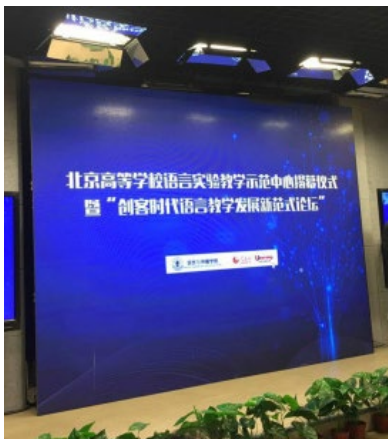 北京高等学校语言实验教学示范中心揭幕仪式
暨“创客时代语言教学发展新范式论坛”